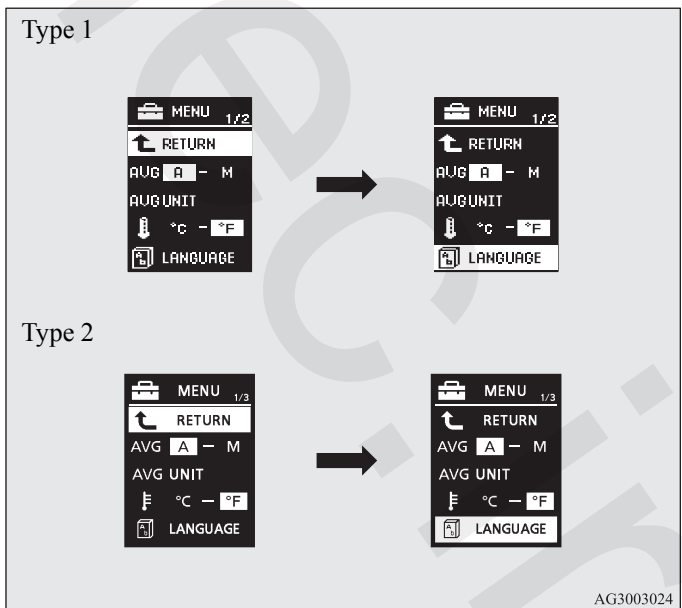 Type 1
MENU 1/2 MENU 1/2
RETURN RETURN
AVG A - M AVG A - M
AVG UNIT AVG UNIT
°C - °F °C - °F
LANGUAGE LANGUAGE
Type 2
MENU 1/3 MENU 1/3
RETURN RETURN
AVG A - M AVG A - M
AVG UNIT AVG UNIT
°C - °F °C - °F
LANGUAGE LANGUAGE
AG3003024